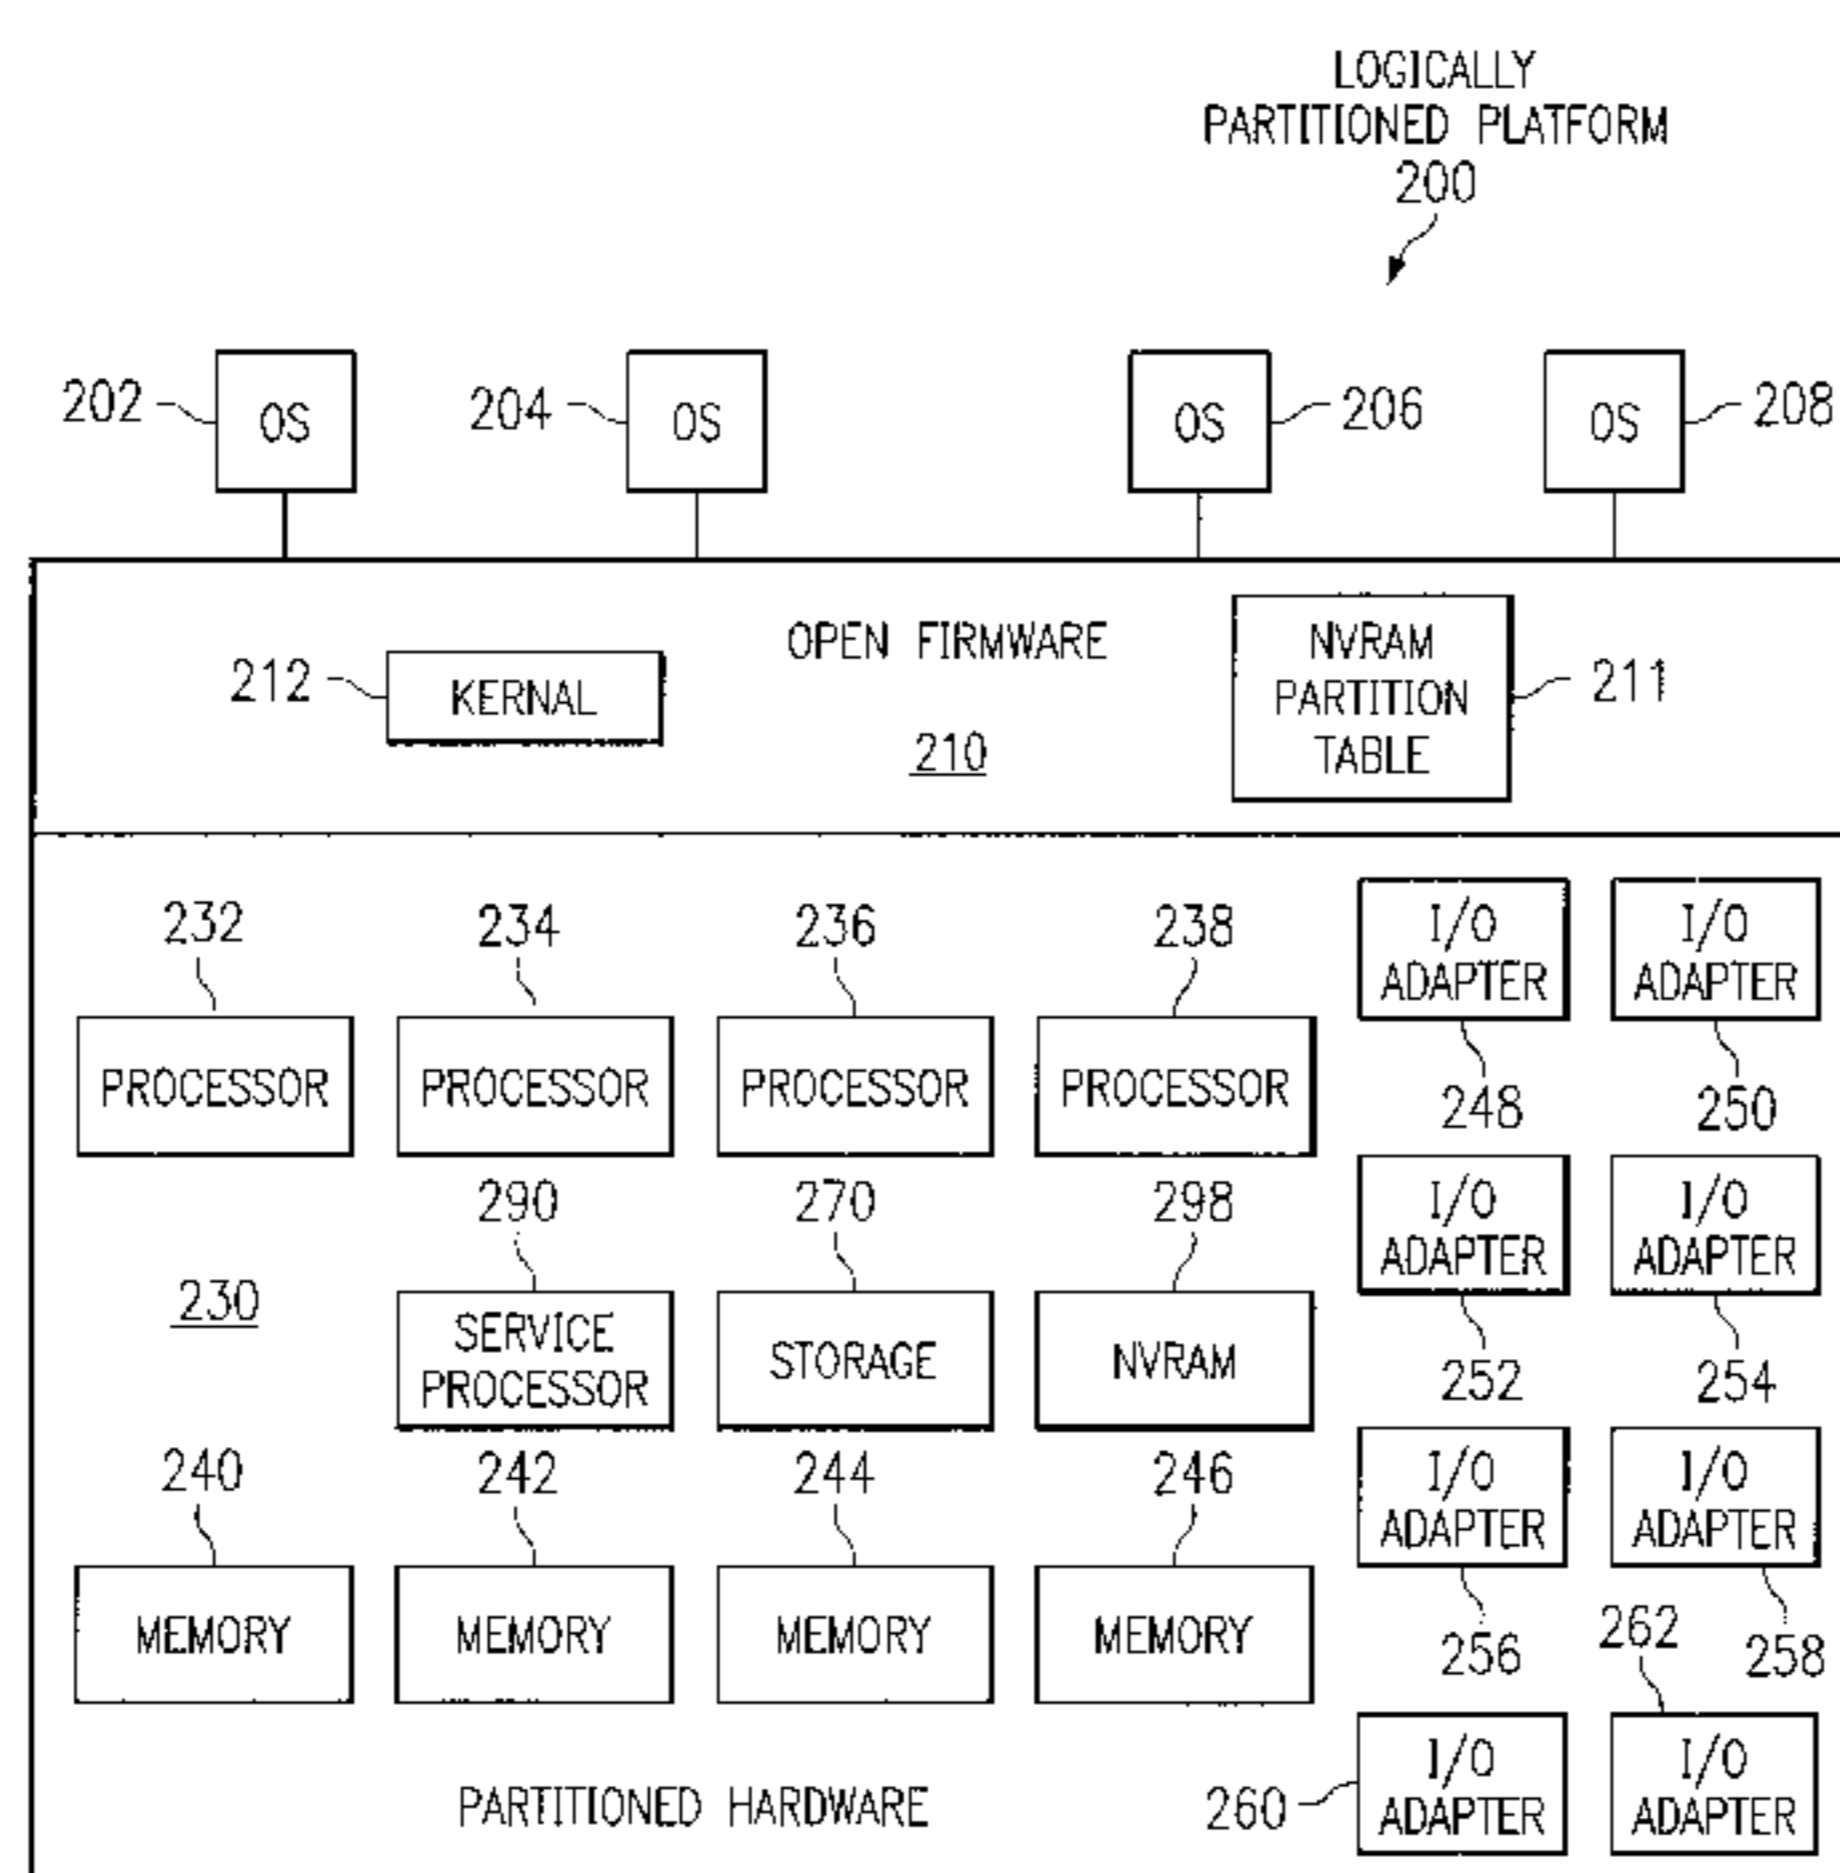 LOGICALLY
PARTITIONED PLATFORM
200
202
OS
204
OS
OS
206
OS
208
OPEN FIRMWARE
210
212
KERNAL
NVRAM
PARTITION
TABLE
211
232
234
236
238
PROCESSOR
PROCESSOR
PROCESSOR
PROCESSOR
I/O
ADAPTER
248
I/O
ADAPTER
250
230
290
SERVICE
PROCESSOR
270
STORAGE
298
NVRAM
I/O
ADAPTER
252
I/O
ADAPTER
254
240
MEMORY
242
MEMORY
244
MEMORY
246
MEMORY
I/O
ADAPTER
256
I/O
ADAPTER
258
PARTITIONED HARDWARE
260
I/O
ADAPTER
262
I/O
ADAPTER